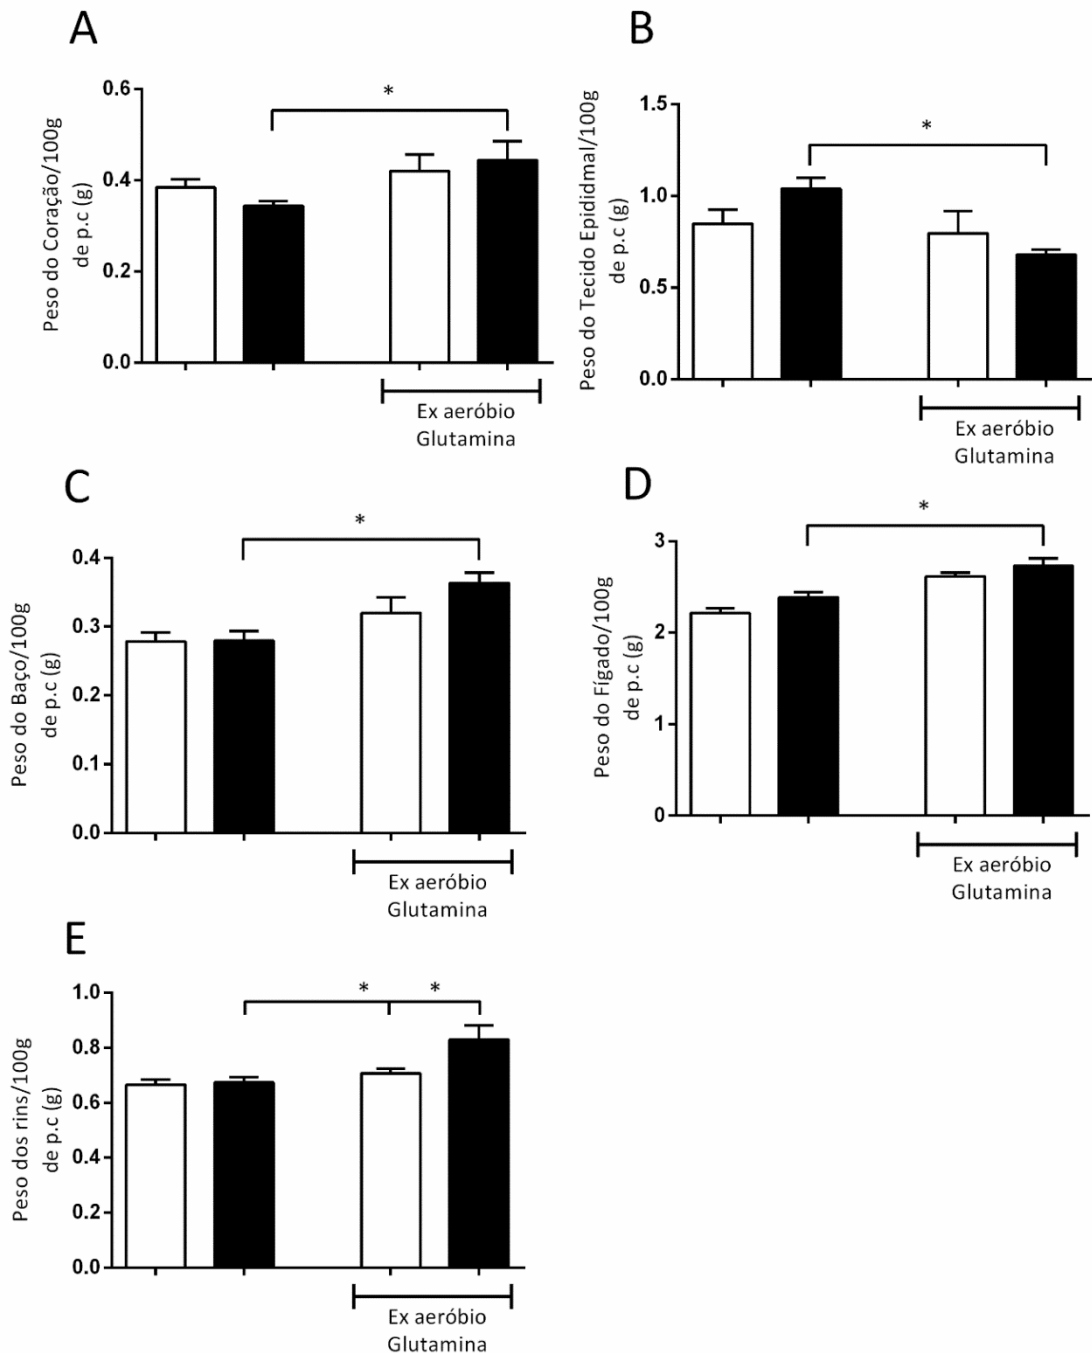 A
Peso do Coração/100g
de p.c (g)
0.6
0.4
0.2
0.0
*
Ex aeróbio
Glutamina
B
Peso do Tecido Epididmal/100g
de p.c (g)
1.5
1.0
0.5
0.0
*
Ex aeróbio
Glutamina
C
Peso do Baço/100g
de p.c (g)
0.4
0.3
0.2
0.1
0.0
*
Ex aeróbio
Glutamina
D
Peso do Fígado/100g
de p.c (g)
3
2
1
0
*
Ex aeróbio
Glutamina
E
Peso dos rins/100g
de p.c (g)
1.0
0.8
0.6
0.4
0.2
0.0
* *
Ex aeróbio
Glutamina